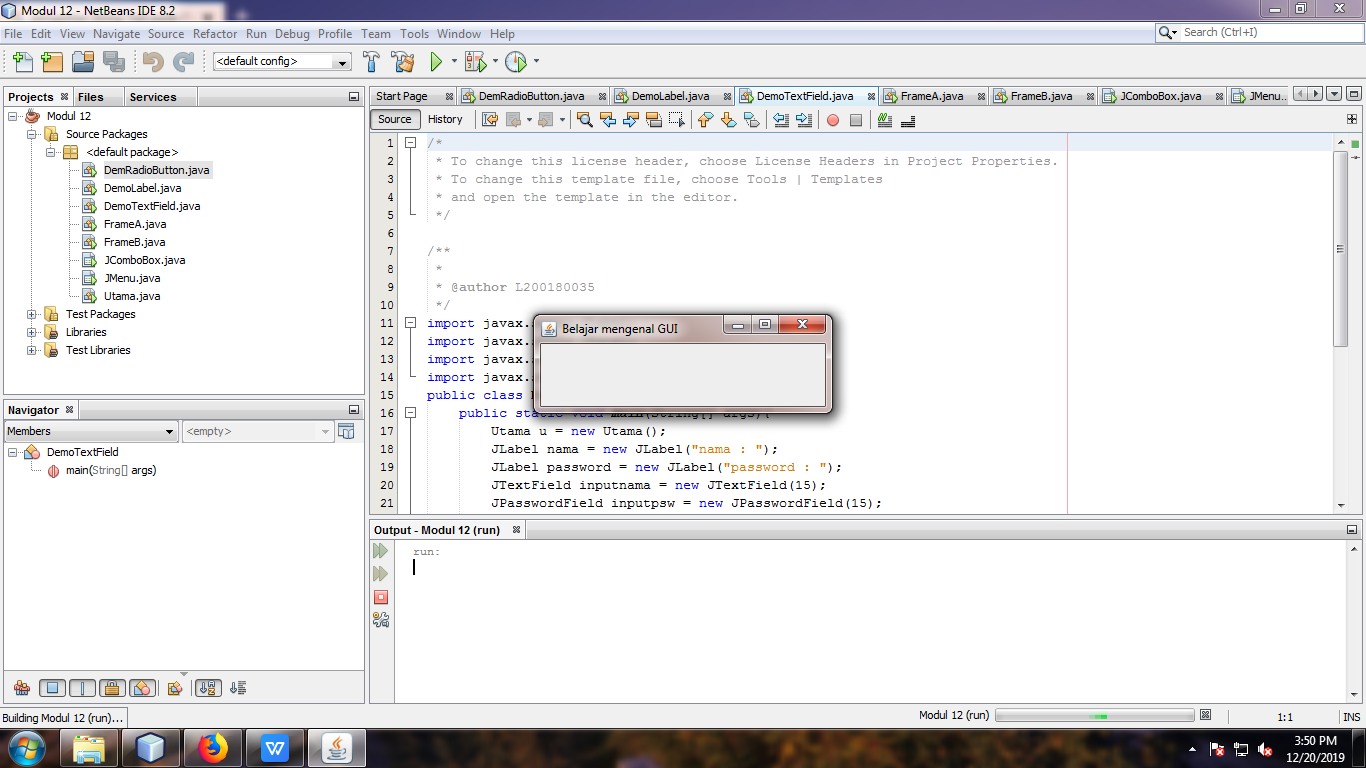 Modul 12 - NetBeans IDE 8.2
File Edit View Navigate Source Refactor Run Debug Profile Team Tools Window Help
Search (Ctrl+I)
<default config>
Projects Files Services
Modul 12
Source Packages
<default package>
DemRadioButton.java
DemoLabel.java
DemoTextField.java
FrameA.java
FrameB.java
JComboBox.java
JMenu.java
Utama.java
Test Packages
Libraries
Test Libraries
Navigator
Members <empty>
DemoTextField
main(String[] args)
Start Page DemRadioButton.java DemoLabel.java DemoTextField.java FrameA.java FrameB.java JComboBox.java JMenu..
Source History
1 /*
2 * To change this license header, choose License Headers in Project Properties.
3 * To change this template file, choose Tools | Templates
4 * and open the template in the editor.
5 */
6
7 /**
8 *
9 * @author L200180035
10 */
11 import javax.
12 import javax.
13 import javax.
14 import javax.
15 public class
16 public static void main(String[] args){
17 Utama u = new Utama();
18 JLabel nama = new JLabel("nama : ");
19 JLabel password = new JLabel("password : ");
20 JTextField inputnama = new JTextField(15);
21 JPasswordField inputpsw = new JPasswordField(15);
Belajar mengenal GUI
Output - Modul 12 (run)
run:
Building Modul 12 (run)...
Modul 12 (run)
1:1 INS
3:50 PM
12/20/2019